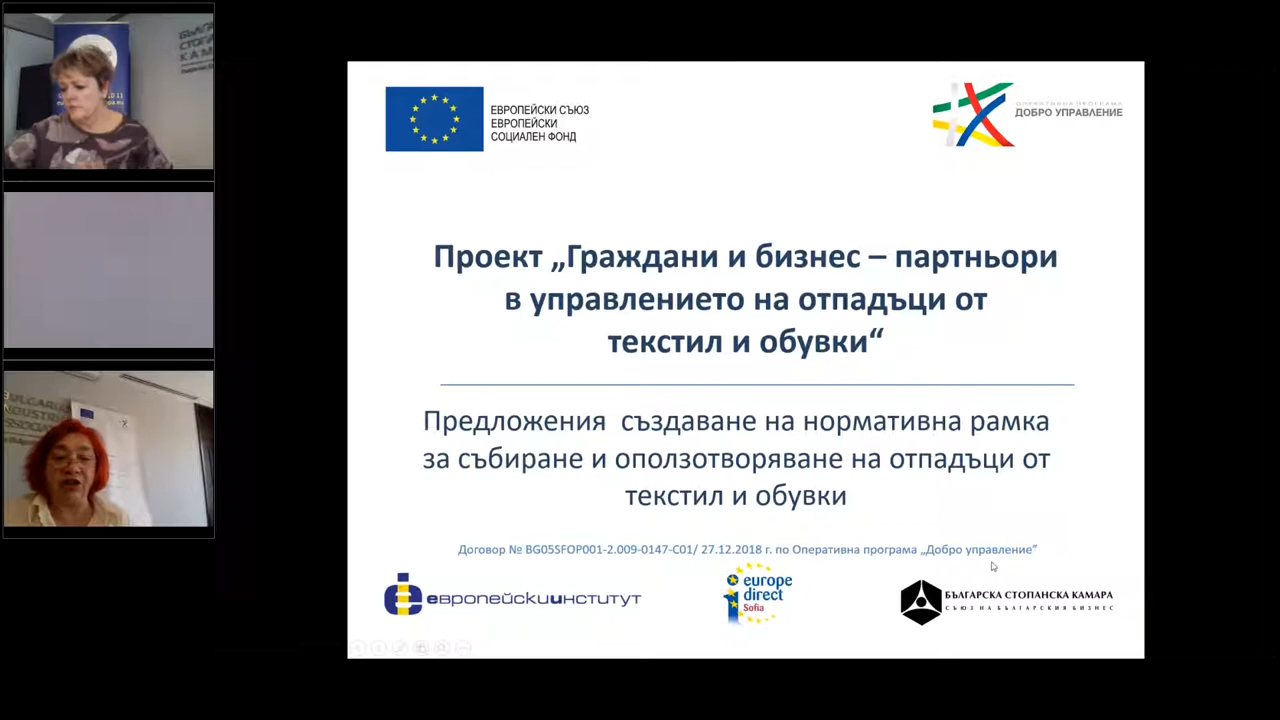 ЕВРОПЕЙСКИ СЪЮЗ
ЕВРОПЕЙСКИ
СОЦИАЛЕН ФОНД
ОПЕРАТИВНА ПРОГРАМА
ДОБРО УПРАВЛЕНИЕ
Проект „Граждани и бизнес – партньори
в управлението на отпадъци от
текстил и обувки“
Предложения създаване на нормативна рамка
за събиране и оползотворяване на отпадъци от
текстил и обувки
Договор № BG05SFOP001-2.009-0147-C01/ 27.12.2018 г. по Оперативна програма „Добро управление”
европейскиинститут
europe
direct
Sofia
БЪЛГАРСКА СТОПАНСКА КАМАРА
СЪЮЗ НА БЪЛГАРСКИЯ БИЗНЕС